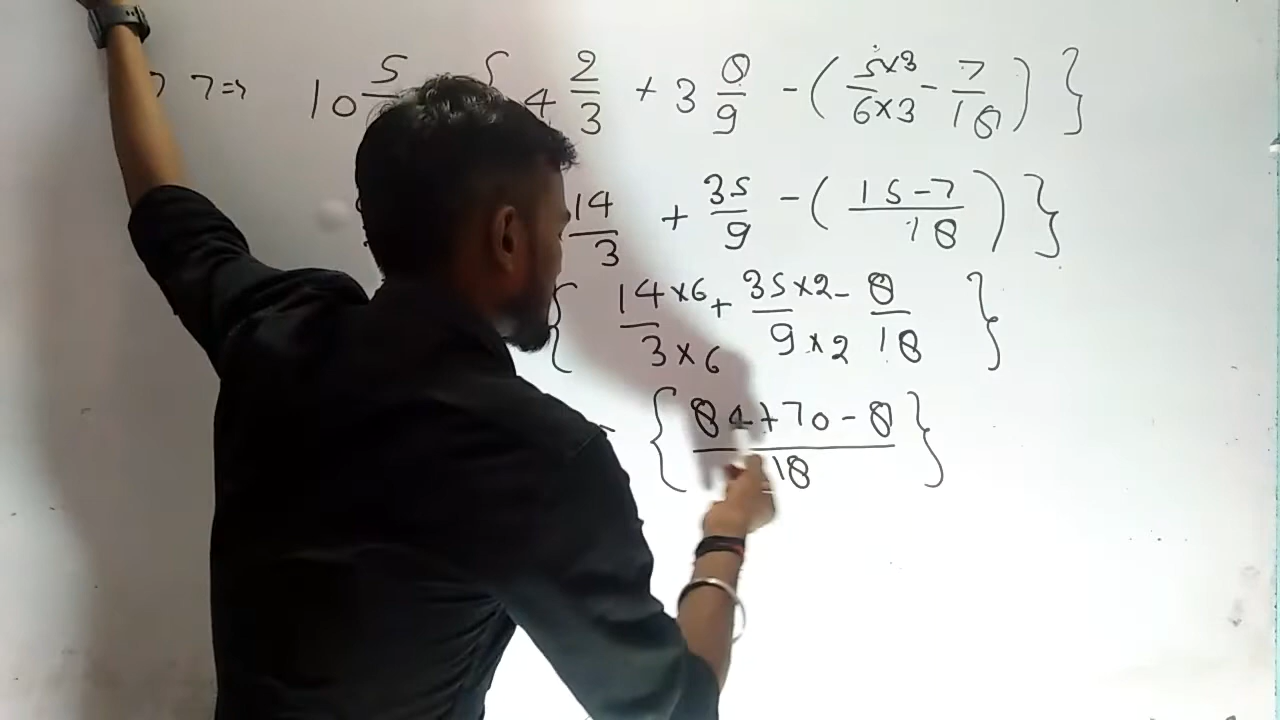 7 ⇒ 10 5 { 4 2/3 + 3 8/9 - ( 5×3/6×3 - 7/18 ) }
14/3 + 35/9 - ( 15-7/18 ) }
{ 14×6/3×6 + 35×2/9×2 - 8/18 }
- { 84+70-8/18 }